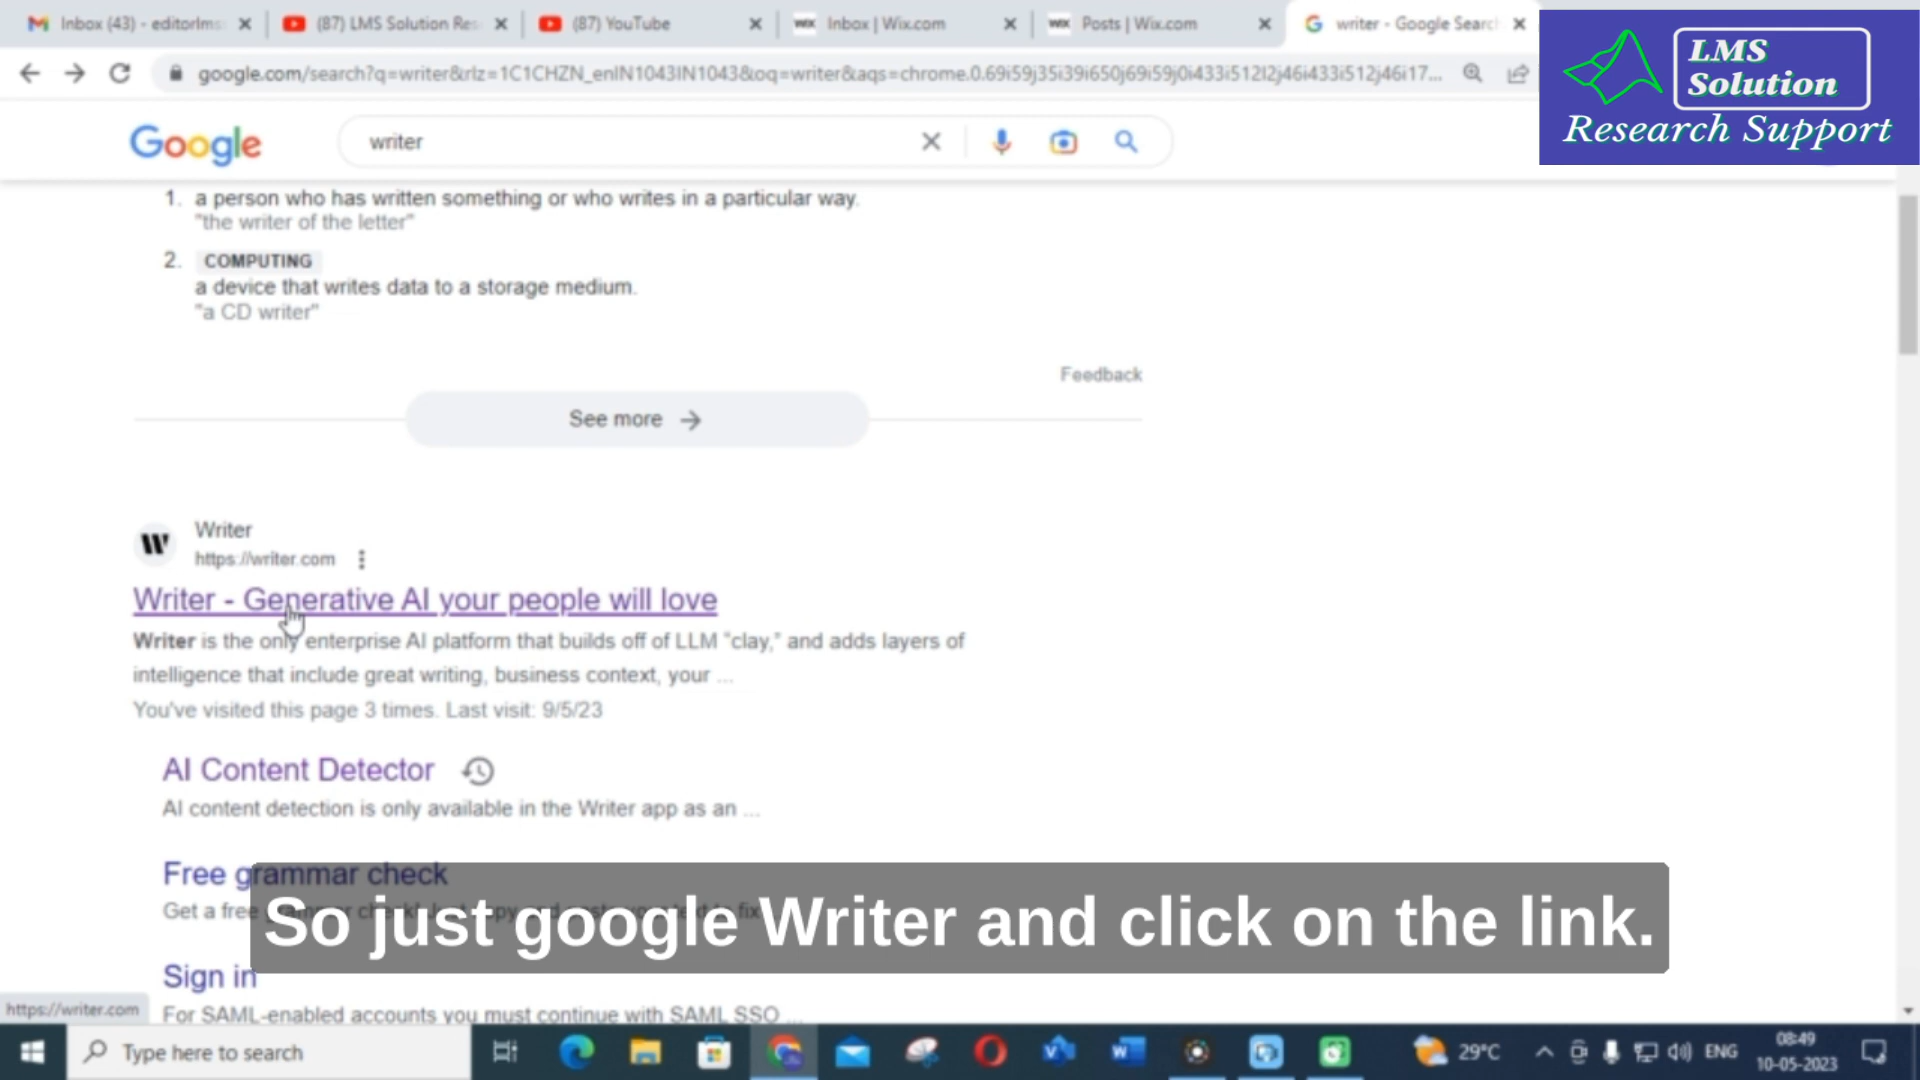 Inbox (43) - editorlms
(87) LMS Solution Res
(87) YouTube
Inbox | Wix.com
Posts | Wix.com
writer - Google Search
google.com/search?q=writer&rlz=1C1CHZN_enIN1043IN1043&oq=writer&aqs=chrome.0.69i59j35i39i650j69i59j0i433i512l2j46i433i512j46i17...
LMS
Solution
Research Support
Google
writer
1. a person who has written something or who writes in a particular way.
"the writer of the letter"
2. COMPUTING
a device that writes data to a storage medium.
"a CD writer"
Feedback
See more
Writer
https://writer.com
Writer - Generative AI your people will love
Writer is the only enterprise AI platform that builds off of LLM "clay," and adds layers of
intelligence that include great writing, business context, your ...
You've visited this page 3 times. Last visit: 9/5/23
AI Content Detector
AI content detection is only available in the Writer app as an ...
Free grammar check
Get a free
So just google Writer and click on the link.
Sign in
For SAML-enabled accounts you must continue with SAML SSO ...
https://writer.com
Type here to search
29°C
ENG
08:49
10-05-2023